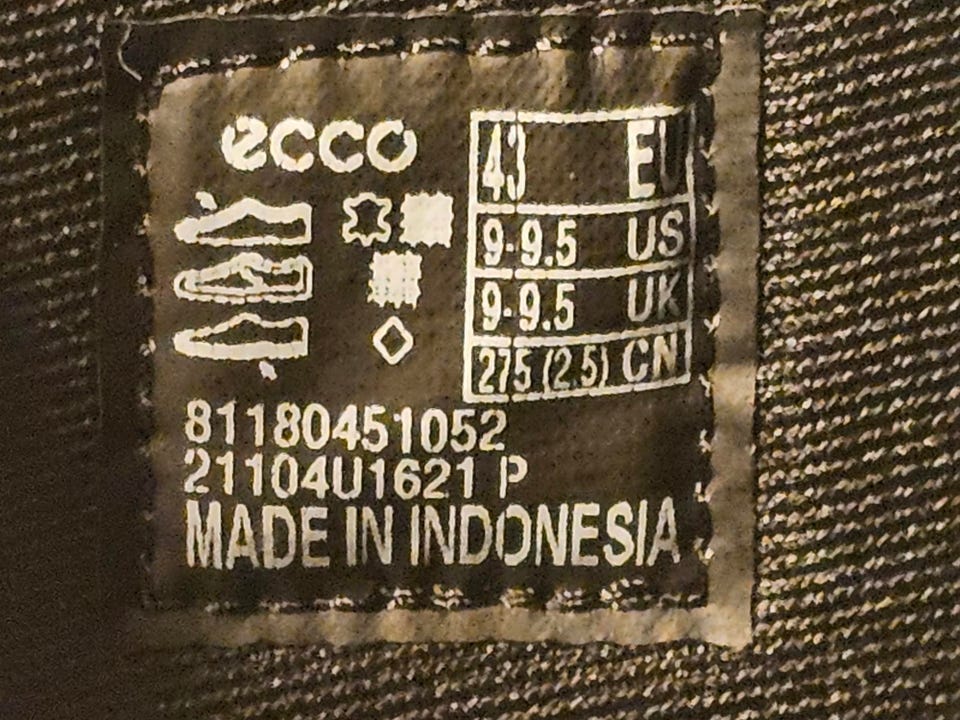 ecco
43 EU
9-9.5 US
9-9.5 UK
275 (2.5) CN
81180451052
21104U1621 P
MADE IN INDONESIA